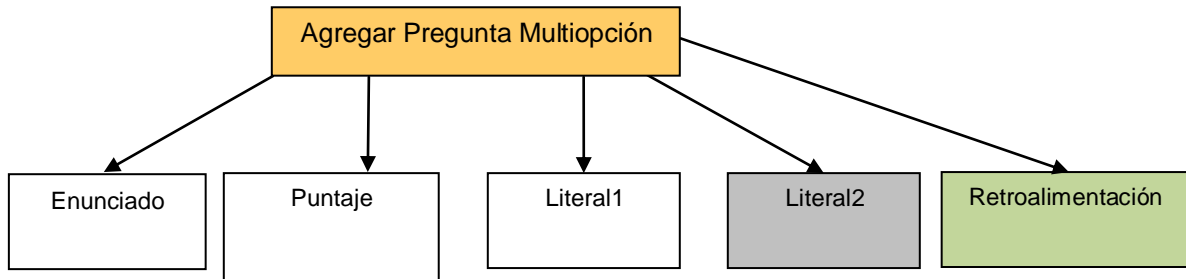 Agregar Pregunta Multiopción
Enunciado
Puntaje
Literal1
Literal2
Retroalimentación